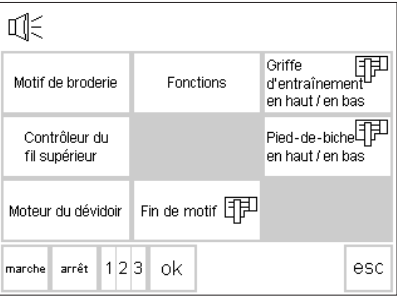 Motif de broderie
Fonctions
Griffe
d'entraînement
en haut / en bas
Contrôleur du
fil supérieur
Pied-de-biche
en haut / en bas
Moteur du dévidoir
Fin de motif
marche
arrêt
1 2 3
ok
esc